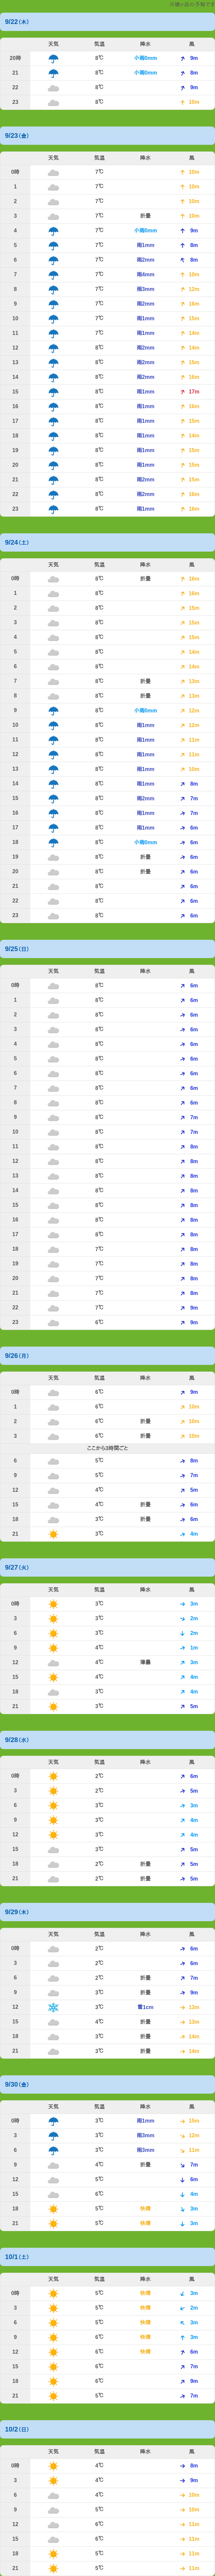 9/22(木)
天気 気温 降水 風
20時 8℃ 小雨0mm 9m
21 8℃ 小雨0mm 8m
22 8℃ 9m
23 8℃ 10m
9/23(金)
天気 気温 降水 風
0時 7℃ 10m
1 7℃ 10m
2 7℃ 10m
3 7℃ 折曇 10m
4 7℃ 小雨0mm 9m
5 7℃ 雨1mm 8m
6 7℃ 雨2mm 8m
7 7℃ 雨4mm 10m
8 7℃ 雨3mm 12m
9 7℃ 雨2mm 16m
10 7℃ 雨1mm 15m
11 7℃ 雨1mm 14m
12 8℃ 雨2mm 14m
13 8℃ 雨2mm 15m
14 8℃ 雨2mm 16m
15 8℃ 雨1mm 17m
16 8℃ 雨1mm 16m
17 8℃ 雨1mm 15m
18 8℃ 雨1mm 14m
19 8℃ 雨1mm 15m
20 8℃ 雨1mm 15m
21 8℃ 雨2mm 15m
22 8℃ 雨2mm 16m
23 8℃ 雨1mm 16m
9/24(土)
天気 気温 降水 風
0時 8℃ 折曇 16m
1 8℃ 16m
2 8℃ 15m
3 8℃ 15m
4 8℃ 15m
5 8℃ 14m
6 8℃ 14m
7 8℃ 折曇 13m
8 8℃ 折曇 13m
9 8℃ 小雨0mm 12m
10 8℃ 雨1mm 12m
11 8℃ 雨1mm 11m
12 8℃ 雨1mm 11m
13 8℃ 雨1mm 10m
14 8℃ 雨1mm 8m
15 8℃ 雨2mm 7m
16 8℃ 雨1mm 7m
17 8℃ 雨1mm 6m
18 8℃ 小雨0mm 6m
19 8℃ 折曇 6m
20 8℃ 折曇 6m
21 8℃ 6m
22 8℃ 6m
23 8℃ 6m
9/25(日)
天気 気温 降水 風
0時 8℃ 6m
1 8℃ 6m
2 8℃ 6m
3 8℃ 6m
4 8℃ 6m
5 8℃ 6m
6 8℃ 6m
7 8℃ 6m
8 8℃ 6m
9 8℃ 7m
10 8℃ 7m
11 8℃ 8m
12 8℃ 8m
13 8℃ 8m
14 8℃ 8m
15 8℃ 8m
16 8℃ 8m
17 8℃ 8m
18 7℃ 8m
19 7℃ 8m
20 7℃ 8m
21 7℃ 8m
22 7℃ 9m
23 6℃ 9m
9/26(月)
天気 気温 降水 風
0時 6℃ 9m
1 6℃ 10m
2 6℃ 折曇 10m
3 6℃ 折曇 10m
ここから3時間ごと
6 5℃ 8m
9 5℃ 7m
12 4℃ 5m
15 4℃ 折曇 6m
18 3℃ 折曇 6m
21 3℃ 4m
9/27(火)
天気 気温 降水 風
0時 3℃ 3m
3 3℃ 2m
6 3℃ 2m
9 4℃ 1m
12 4℃ 薄曇 3m
15 4℃ 4m
18 3℃ 4m
21 3℃ 5m
9/28(水)
天気 気温 降水 風
0時 2℃ 6m
3 2℃ 5m
6 3℃ 3m
9 3℃ 4m
12 3℃ 4m
15 3℃ 5m
18 2℃ 折曇 5m
21 2℃ 折曇 5m
9/29(木)
天気 気温 降水 風
0時 2℃ 6m
3 2℃ 6m
6 2℃ 折曇 7m
9 3℃ 折曇 9m
12 3℃ 雪1cm 12m
15 4℃ 折曇 13m
18 3℃ 折曇 14m
21 3℃ 折曇 14m
9/30(金)
天気 気温 降水 風
0時 3℃ 雨1mm 15m
3 3℃ 雨3mm 12m
6 3℃ 雨3mm 11m
9 4℃ 折曇 7m
12 5℃ 6m
15 6℃ 4m
18 5℃ 快晴 3m
21 5℃ 快晴 3m
10/1(土)
天気 気温 降水 風
0時 5℃ 快晴 3m
3 5℃ 快晴 2m
6 5℃ 快晴 3m
9 6℃ 快晴 3m
12 6℃ 快晴 6m
15 6℃ 7m
18 6℃ 9m
21 5℃ 7m
10/2(日)
天気 気温 降水 風
0時 4℃ 8m
3 4℃ 9m
6 4℃ 10m
9 5℃ 10m
12 6℃ 11m
15 6℃ 11m
18 5℃ 11m
21 5℃ 11m